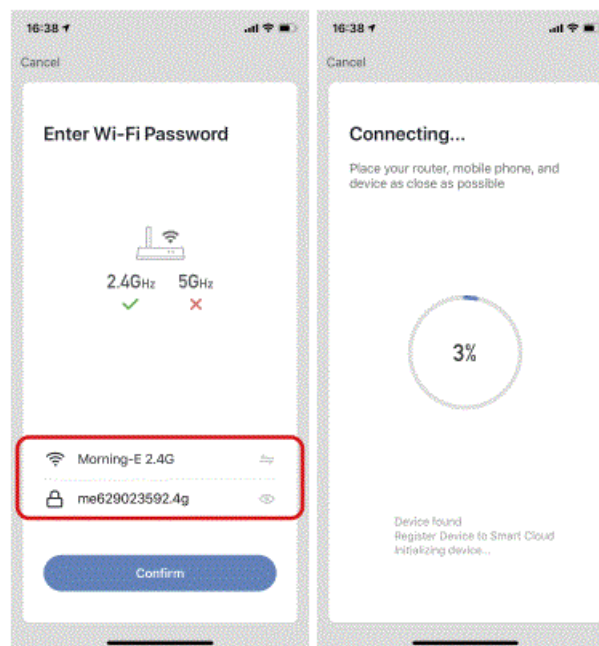 16:38
Cancel
Enter Wi-Fi Password
2.4GHz 5GHz
Morning-E 2.4G
me629023592.4g
Confirm
16:38
Cancel
Connecting...
Place your router, mobile phone, and
device as close as possible
3%
Device found
Register Device to Smart Cloud
Initializing device...